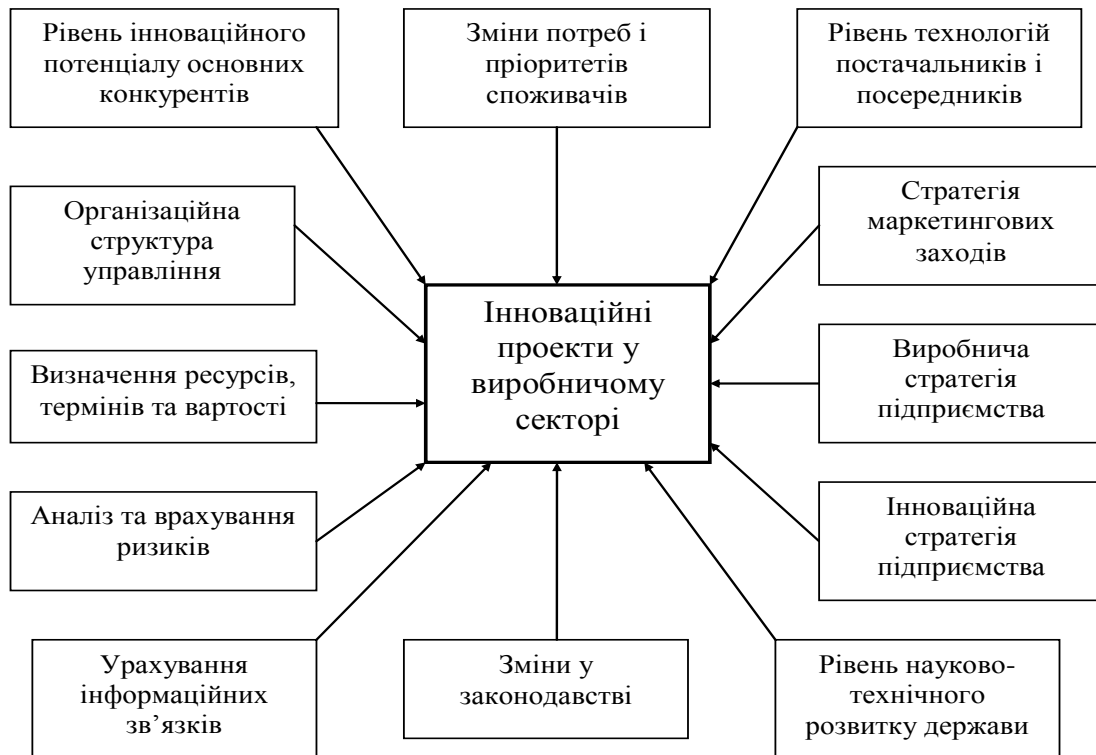 Рівень інноваційного
потенціалу основних
конкурентів
Зміни потреб і
пріоритетів
споживачів
Рівень технологій
постачальників і
посередників
Організаційна
структура
управління
Стратегія
маркетингових
заходів
Інноваційні
проекти у
виробничому
секторі
Визначення ресурсів,
термінів та вартості
Виробнича
стратегія
підприємства
Аналіз та врахування
ризиків
Інноваційна
стратегія
підприємства
Урахування
інформаційних
зв’язків
Зміни у
законодавстві
Рівень науково-
технічного
розвитку держави